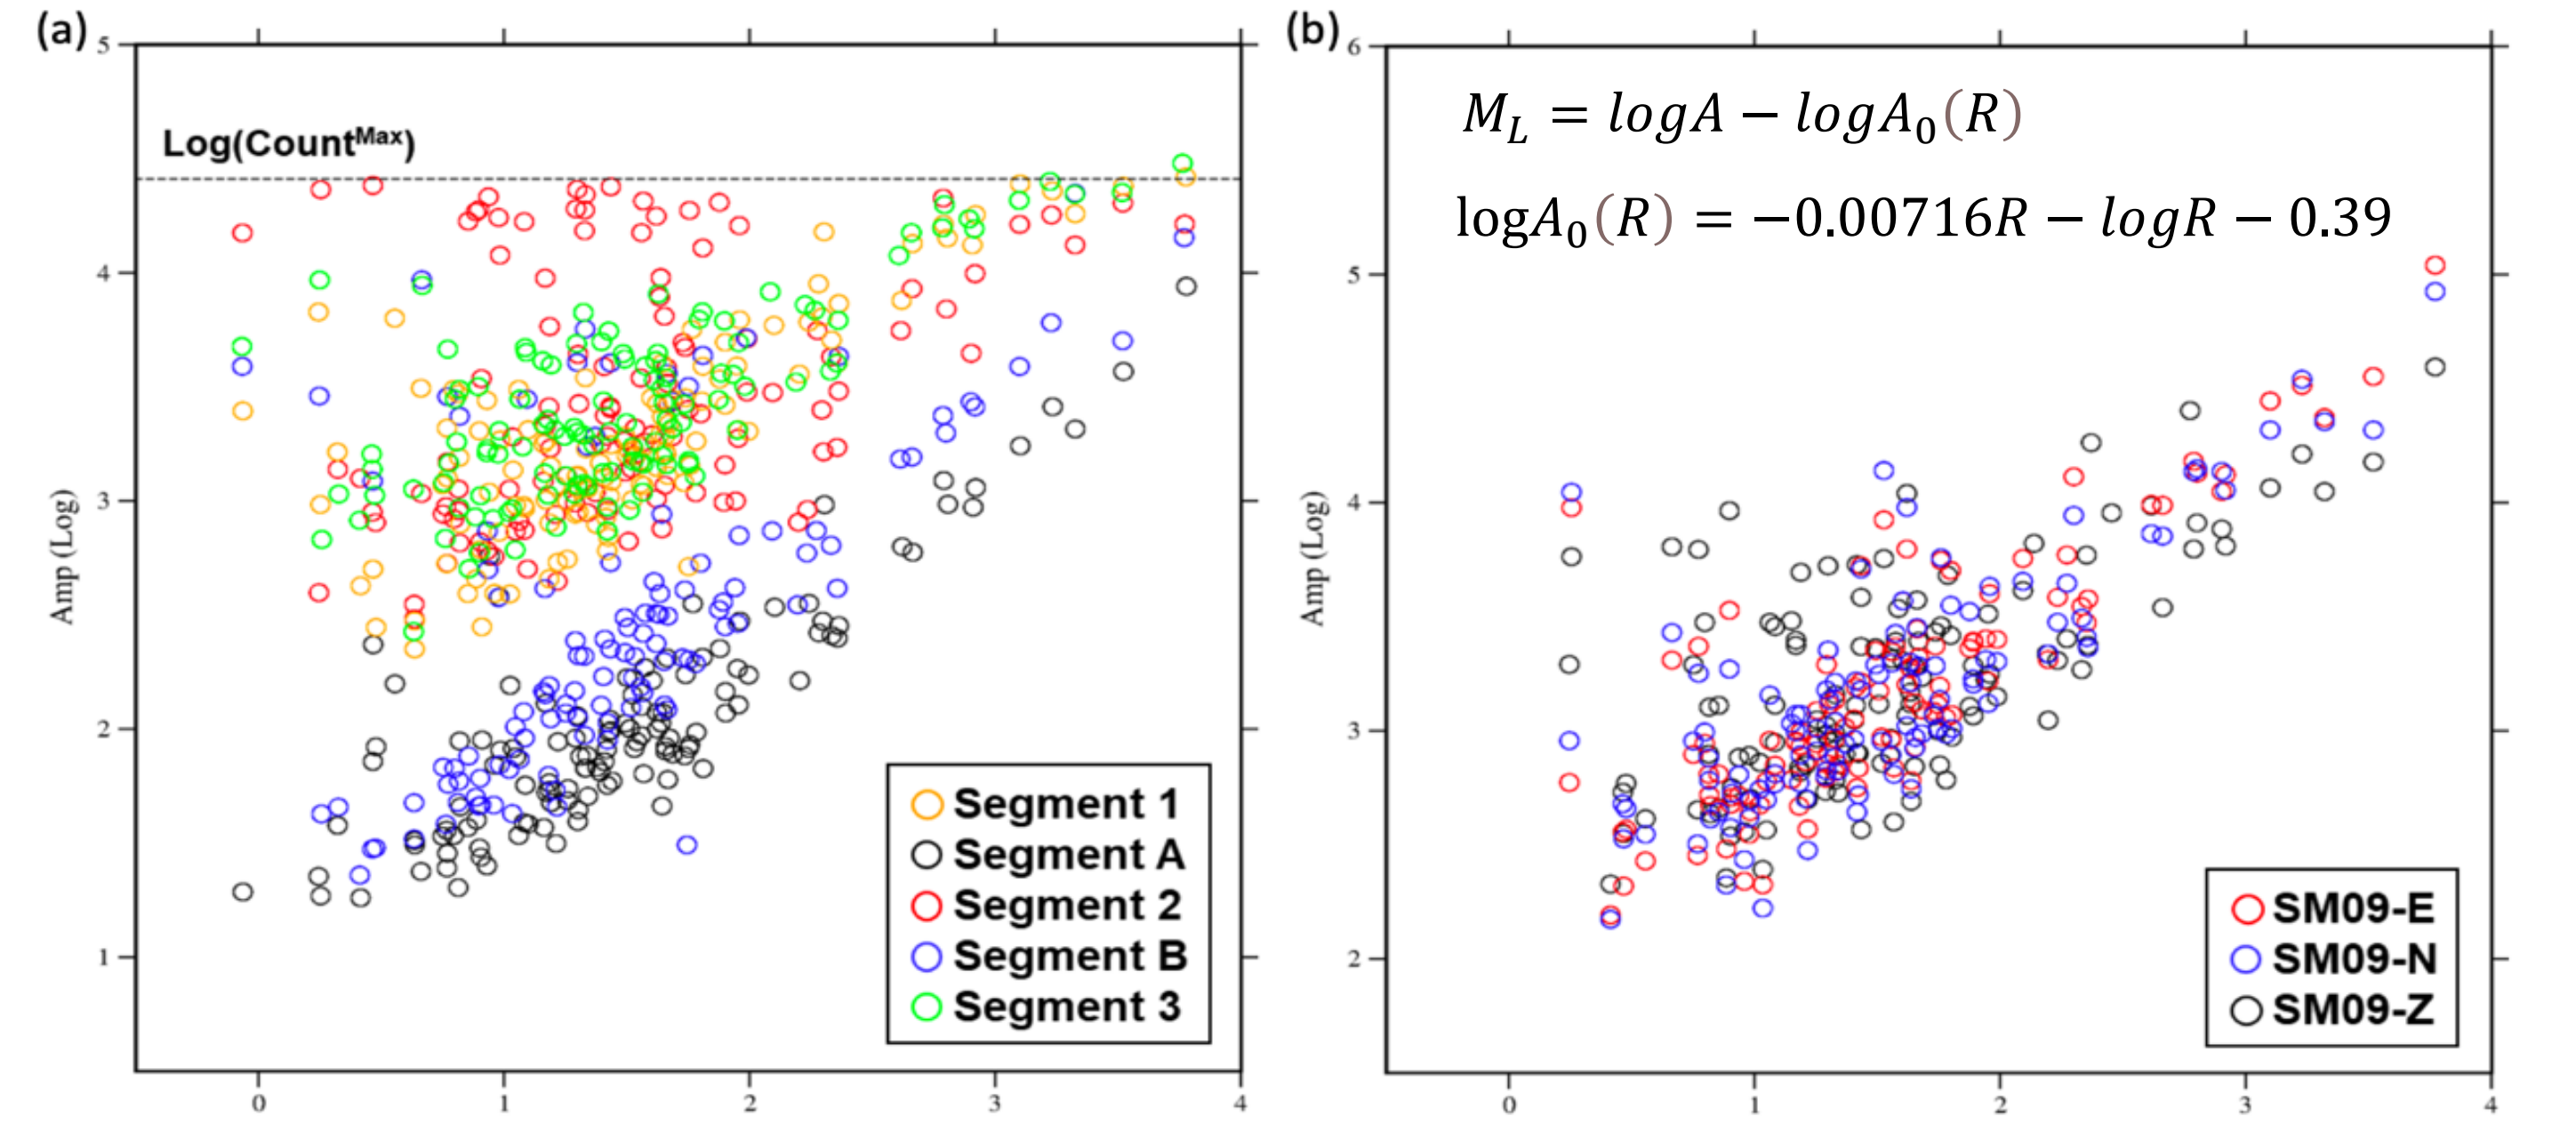 (a)
5
4
3
2
1
Amp (Log)
Log(Count^Max)
Segment 1
Segment A
Segment 2
Segment B
Segment 3
0 1 2 3 4
(b)
6
5
4
3
2
Amp (Log)
M_L = logA − logA_0(R)
logA_0(R) = −0.00716R − logR − 0.39
SM09-E
SM09-N
SM09-Z
0 1 2 3 4